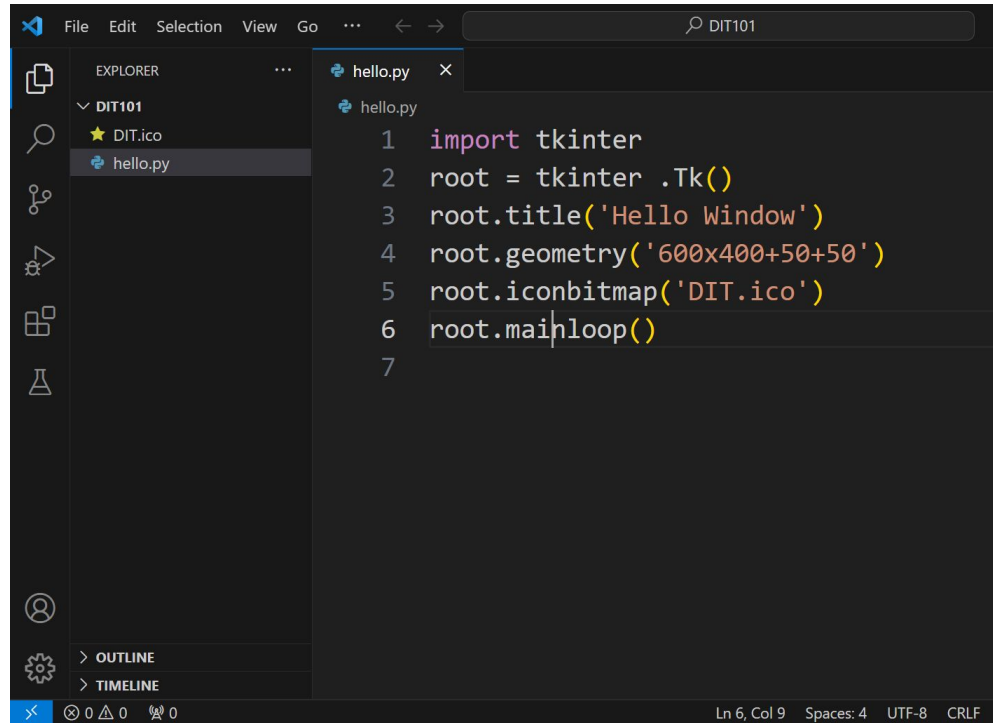 File Edit Selection View Go ··· ← → DIT101
EXPLORER ···
DIT101
DIT.ico
hello.py
hello.py ×
hello.py
1 import tkinter
2 root = tkinter .Tk()
3 root.title('Hello Window')
4 root.geometry('600x400+50+50')
5 root.iconbitmap('DIT.ico')
6 root.mainloop()
7
OUTLINE
TIMELINE
0 0 0 Ln 6, Col 9 Spaces: 4 UTF-8 CRLF